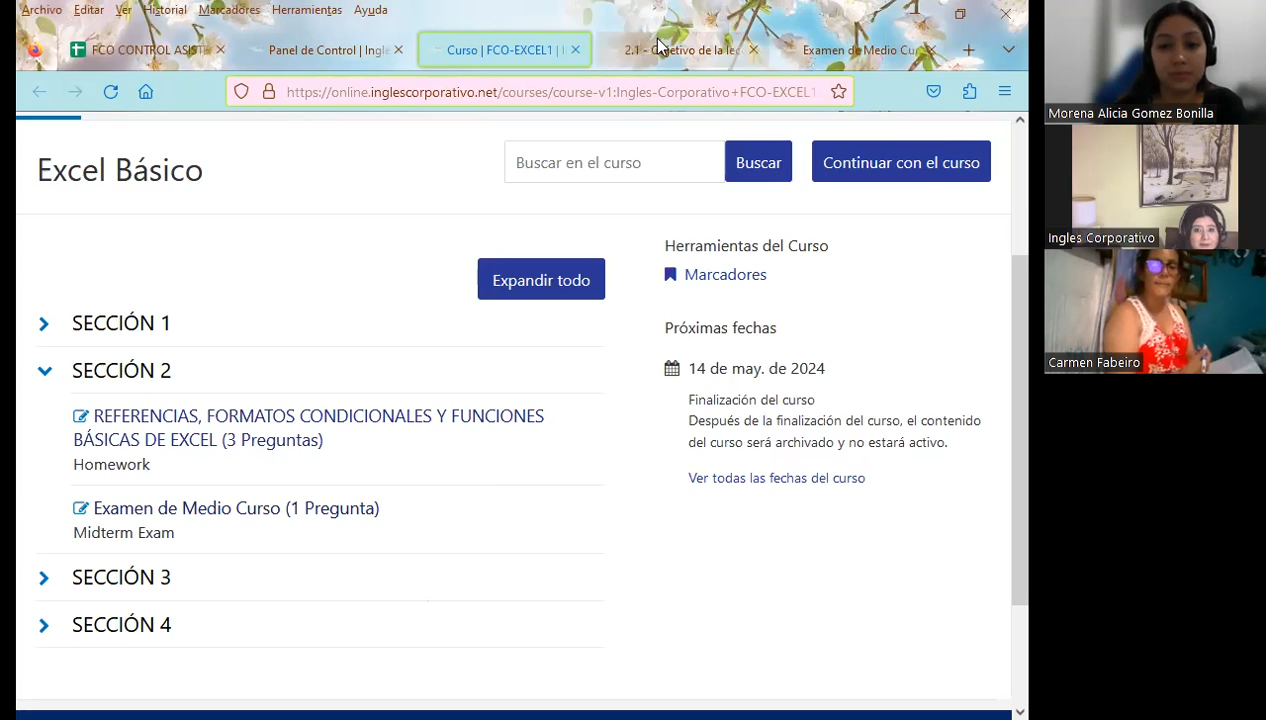 Archivo Editar Ver Historial Marcadores Herramientas Ayuda
FCO CONTROL ASIST
Panel de Control | Ingle
Curso | FCO-EXCEL1 | I
2.1 - Objetivo de la lec
Examen de Medio Cu
https://online.inglescorporativo.net/courses/course-v1:Ingles-Corporativo+FCO-EXCEL1
Excel Básico
Buscar en el curso
Buscar
Continuar con el curso
Expandir todo
SECCIÓN 1
SECCIÓN 2
REFERENCIAS, FORMATOS CONDICIONALES Y FUNCIONES
BÁSICAS DE EXCEL (3 Preguntas)
Homework
Examen de Medio Curso (1 Pregunta)
Midterm Exam
SECCIÓN 3
SECCIÓN 4
Herramientas del Curso
Marcadores
Próximas fechas
14 de may. de 2024
Finalización del curso
Después de la finalización del curso, el contenido
del curso será archivado y no estará activo.
Ver todas las fechas del curso
Morena Alicia Gomez Bonilla
Ingles Corporativo
Carmen Fabeiro